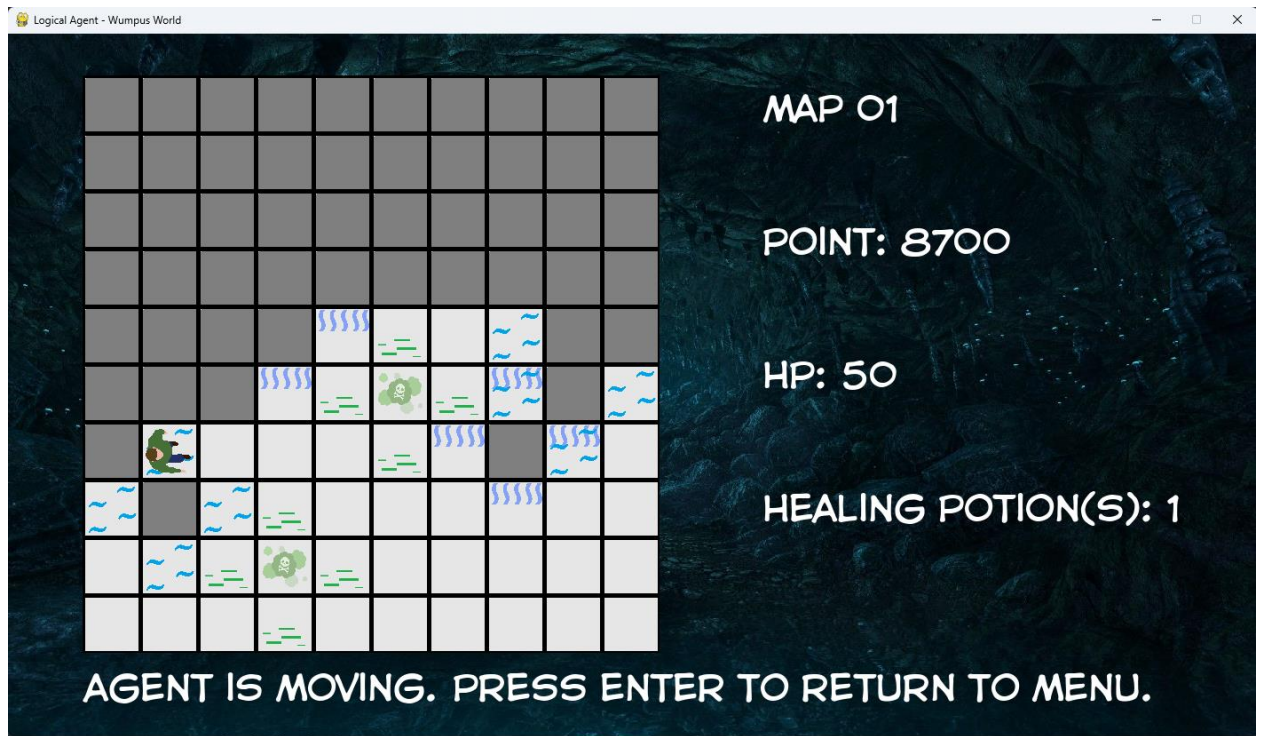 Logical Agent - Wumpus World
MAP 01
POINT: 8700
HP: 50
HEALING POTION(S): 1
AGENT IS MOVING. PRESS ENTER TO RETURN TO MENU.